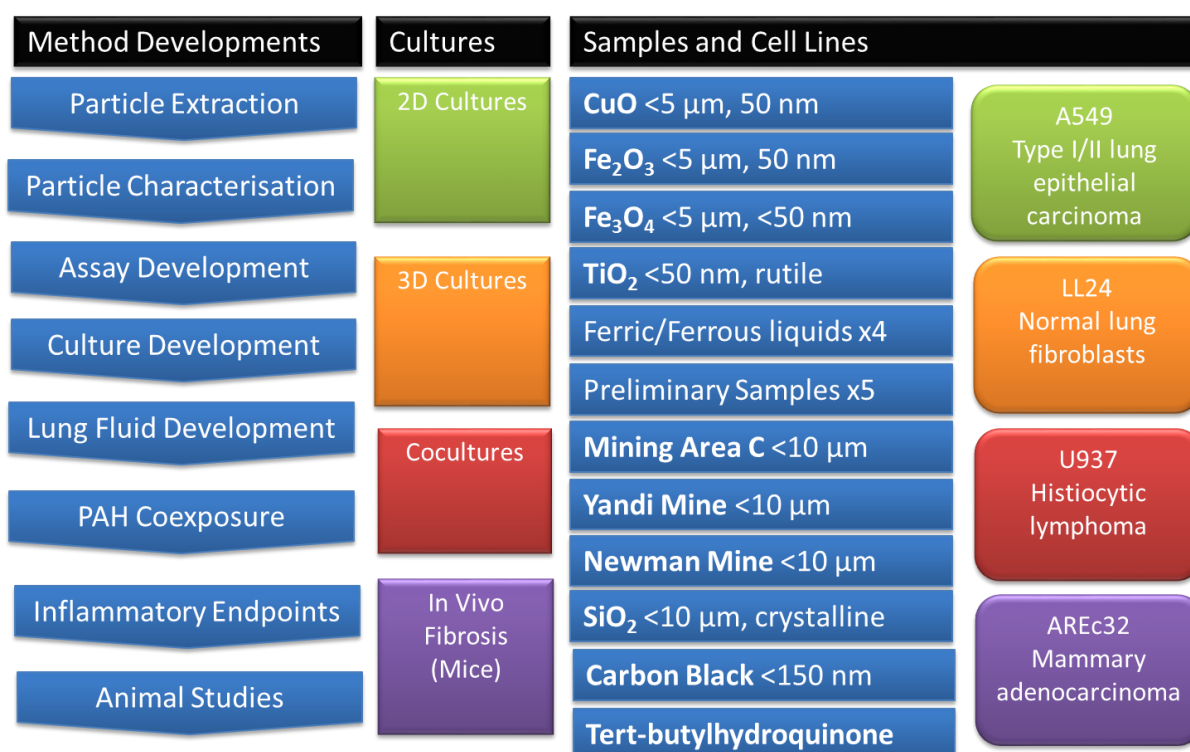 Method Developments
Particle Extraction
Particle Characterisation
Assay Development
Culture Development
Lung Fluid Development
PAH Coexposure
Inflammatory Endpoints
Animal Studies
Cultures
2D Cultures
3D Cultures
Cocultures
In Vivo
Fibrosis
(Mice)
Samples and Cell Lines
CuO <5 µm, 50 nm
Fe₂O₃ <5 µm, 50 nm
Fe₃O₄ <5 µm, <50 nm
TiO₂ <50 nm, rutile
Ferric/Ferrous liquids x4
Preliminary Samples x5
Mining Area C <10 µm
Yandi Mine <10 µm
Newman Mine <10 µm
SiO₂ <10 µm, crystalline
Carbon Black <150 nm
Tert-butylhydroquinone
A549
Type I/II lung
epithelial
carcinoma
LL24
Normal lung
fibroblasts
U937
Histiocytic
lymphoma
AREc32
Mammary
adenocarcinoma